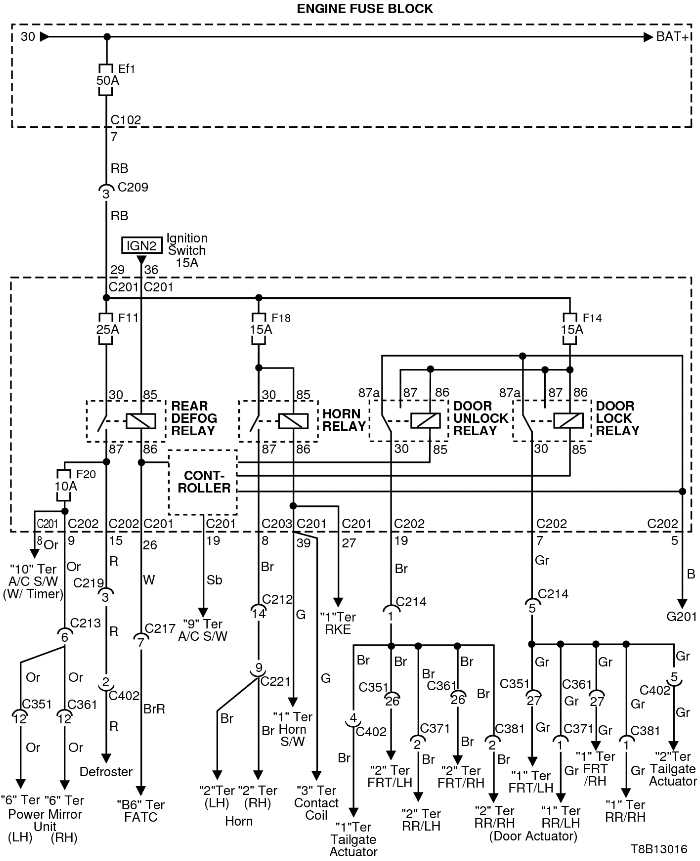 ENGINE FUSE BLOCK
30 BAT+
Ef1
50A
C102
7
RB
3 C209
RB
IGN2 Ignition
Switch
15A
29 36
C201 C201
F11 F18 F14
25A 15A 15A
30 85 30 85 87a 87 86 87a 87 86
REAR
DEFOG
RELAY
HORN
RELAY
DOOR
UNLOCK
RELAY
DOOR
LOCK
RELAY
87 86 87 86 30 85 30 85
F20
10A
CONT-
ROLLER
C201 C202 C202 C201 C201 C203 C201 C201 C202 C202 C202
8 9 15 26 19 8 39 27 19 7 5
Or Or R W Sb Br G G Br Gr B
"10" Ter
A/C S/W
(W/ Timer)
C219
3
C213
6
R
C217
7
"9" Ter
A/C S/W
C212
14
"1"Ter
RKE
C214
1
C214
5
G201
Or Or
C351 C361
12 12
Or Or
2
C402
R
BrR
9
C221
Br Br
"1" Ter
Horn
S/W
Br Br Br Br Br
C351 C361
26 26
4
C402
C371 C381
2 2
Br Br Br
Gr Gr Gr Gr Gr
C351 C361 C402
27 27 5
C371 C381
1 1
Gr Gr Gr Gr Gr
Defroster
"6" Ter "6" Ter
Power Mirror
Unit
(LH) (RH)
"B6" Ter
FATC
"2"Ter "2" Ter
(LH) (RH)
Horn
"3" Ter
Contact
Coil
"1"Ter
Tailgate
Actuator
"2" Ter
FRT/LH
"2" Ter
RR/LH
"2" Ter
FRT/RH
"2" Ter
RR/RH
(Door Actuator)
"1" Ter
FRT/LH
"1" Ter
RR/LH
"1" Ter
FRT
/RH
"1" Ter
RR/RH
"2"Ter
Tailgate
Actuator
T8B13016